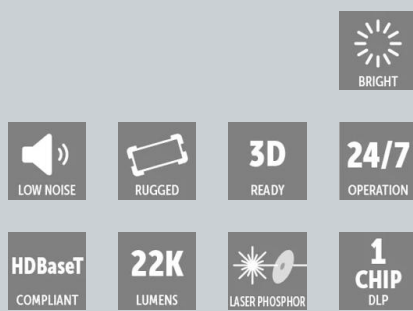 BRIGHT
LOW NOISE
RUGGED
3D
READY
24/7
OPERATION
HDBaseT
COMPLIANT
22K
LUMENS
LASER PHOSPHOR
1
CHIP
DLP